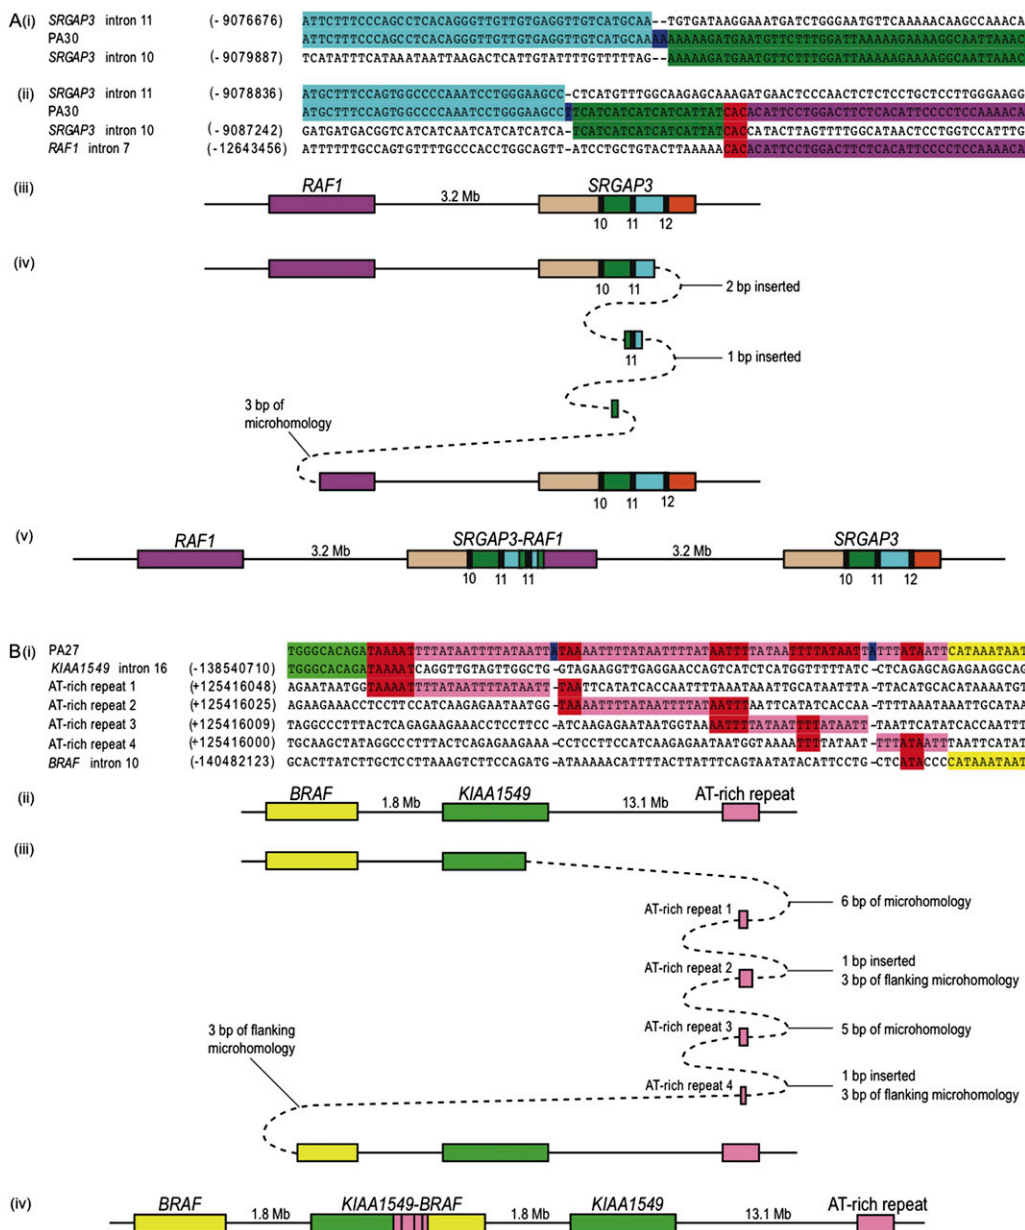 A(i) SRGAP3 intron 11 (- 9076676) ATTCTTTCCCAGCCTCACAGGGTTGTTGTGAGGTTGTCATGCAA--TGTGATAAGGAAATGATCTGGGAATGTTCAAAAACAAGCCAAACA
PA30 ATTCTTTCCCAGCCTCACAGGGTTGTTGTGAGGTTGTCATGCAAAAAAAAAGATGAATGTTCTTTGGATTAAAAAGAAAAGGCAATTAAAC
SRGAP3 intron 10 (- 9079887) TCATATTTCATAAATAATTAAGACTCATTGTATTTTGTTTTTAG--AAAAAAGATGAATGTTCTTTGGATTAAAAAGAAAAGGCAATTAAAC
(ii) SRGAP3 intron 11 (- 9078836) ATGCTTTCCAGTGGCCCCAAATCCTGGGAAGCC-CTCATGTTTGGCAAGAGCAAAGATGAACTCCCAACTCTCTCCTGCTCCTTGGGAAGG
PA30 ATGCTTTCCAGTGGCCCCAAATCCTGGGAAGCCTTCATCATCATCATCATTATCACACATTCCTGGACTTCTCACATTCCCCTCCAAAACA
SRGAP3 intron 10 (-9087242) GATGATGACGGTCATCATCAATCATCATCATCA-TCATCATCATCATCATTATCACCATACTTAGTTTTGGCATAACTCCTGGTCCATTTG
RAF1 intron 7 (-12643456) ATTTTTTGCCAGTGTTTTGCCCACCTGGCAGTT-ATCCTGCTGTACTTAAAAACACACATTCCTGGACTTCTCACATTCCCCTCCAAAACA
(iii) RAF1 3.2 Mb SRGAP3
10 11 12
(iv)
10 11 2 bp inserted
11 1 bp inserted
3 bp of
microhomology
10 11 12
(v) RAF1 3.2 Mb SRGAP3-RAF1 3.2 Mb SRGAP3
10 11 11 10 11 12
B(i) PA27 TGGGCACAGATAAAATTTTATAATTTTATAATTATAAAATTTTATAATTTTATAATTTTATAATTTTATAATTATTTATAATTCATAAATAAT
KIAA1549 intron 16 (-138540710) TGGGCACAGATAAAATCAGGTTGTAGTTGGCTG-GTAGAAGGTTGAGGAACCAGTCATCTCATGGTTTTTATC-CTCAGAGCAGAGAAGGCAG
AT-rich repeat 1 (+125416048) AGAATAATGGTAAAATTTTATAATTTTATAATT-TAATTCATATCACCAATTTTAAATAAATTGCATAATTTA-TTACATGCACATAAAATGT
AT-rich repeat 2 (+125416025) AGAAGAAACCTCCTTCCATCAAGAGAATAATGG-TAAAATTTTATAATTTTATAATTTAATTCATATCACCAA-TTTTAAATAAATTGCATAA
AT-rich repeat 3 (+125416009) TAGGCCCTTTACTCAGAGAAGAAACCTCCTTCC-ATCAAGAGAATAATGGTAAAATTTTATAATTTTATAATT-TAATTCATATCACCAATTT
AT-rich repeat 4 (+125416000) TGCAAGCTATAGGCCCTTTACTCAGAGAAGAAA-CCTCCTTCCATCAAGAGAATAATGGTAAAATTTTATAAT-TTTATAATTTAATTCATAT
BRAF intron 10 (-140482123) GCACTTATCTTGCTCCTTAAAGTCTTCCAGATG-ATAAAAACATTTTACTTATTTCAGTAATATACATTCCTG-CTCATACCCCATAAATAAT
(ii) BRAF 1.8 Mb KIAA1549 13.1 Mb AT-rich repeat
(iii)
AT-rich repeat 1 6 bp of microhomology
AT-rich repeat 2 1 bp inserted
3 bp of flanking microhomology
3 bp of flanking
microhomology
AT-rich repeat 3 5 bp of microhomology
AT-rich repeat 4 1 bp inserted
3 bp of flanking microhomology
(iv) BRAF 1.8 Mb KIAA1549-BRAF 1.8 Mb KIAA1549 13.1 Mb AT-rich repeat